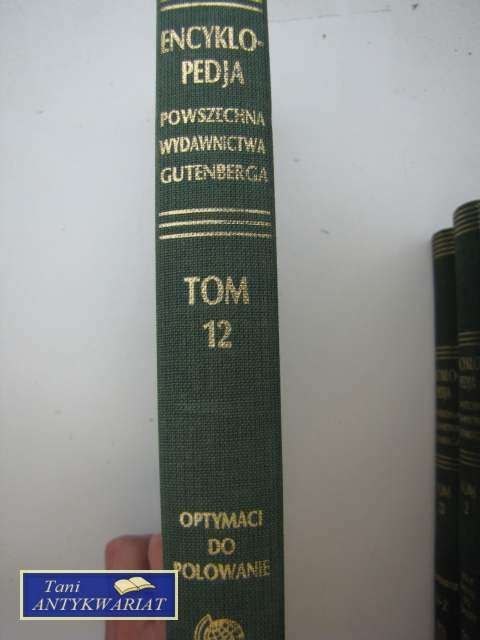 ENCYKLO-
PEDJA
POWSZECHNA
WYDAWNICTWA
GUTENBERGA
TOM
12
OPTYMACI
DO
POLOWANIE
Tani
ANTYKWARIAT